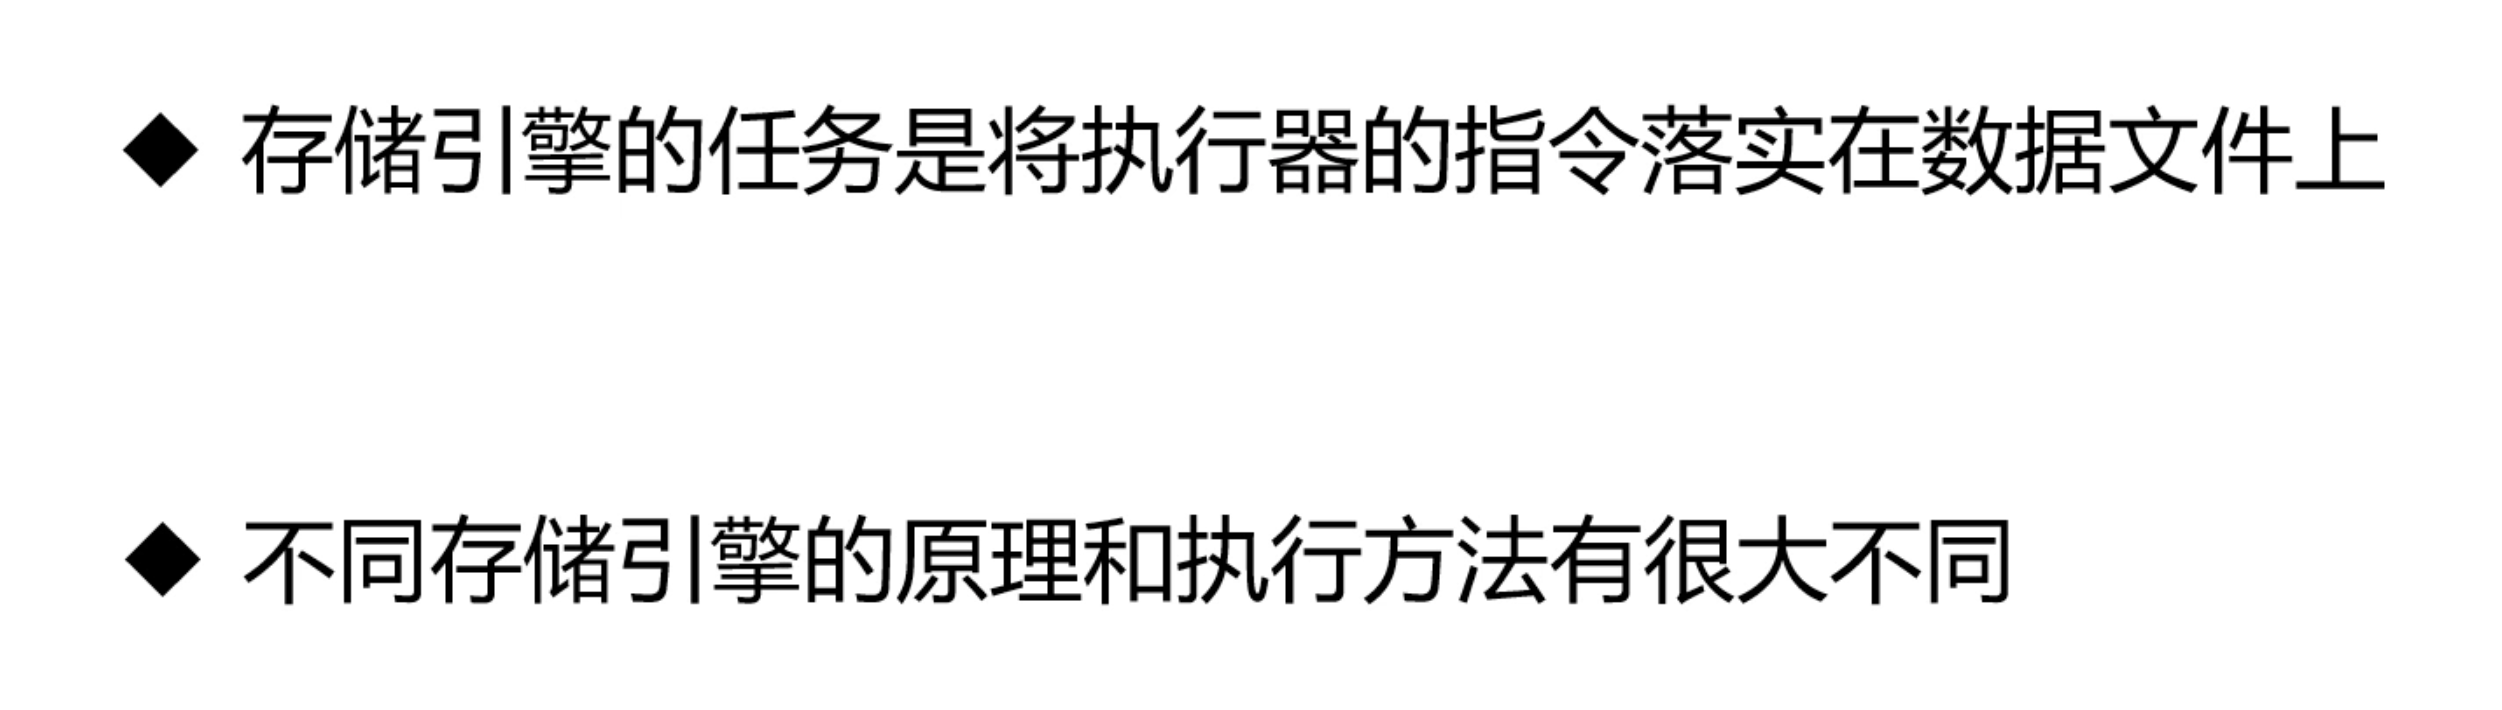 ◆ 存储引擎的任务是将执行器的指令落实在数据文件上
◆ 不同存储引擎的原理和执行方法有很大不同